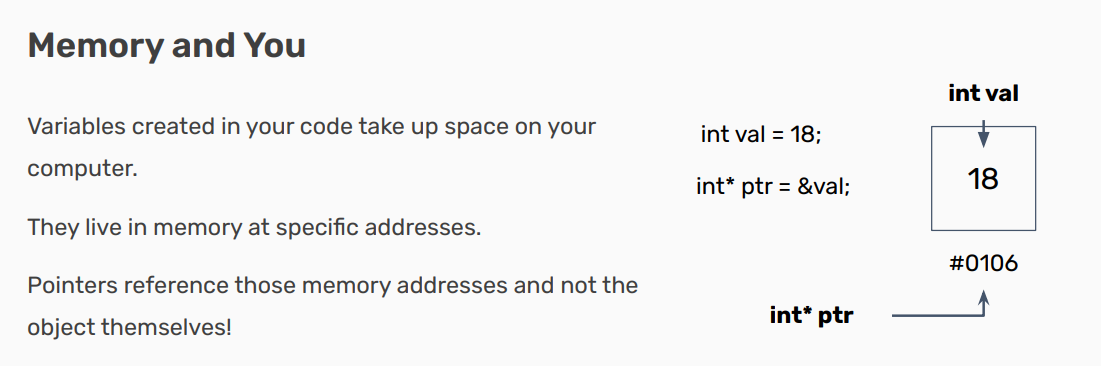 Memory and You
Variables created in your code take up space on your
computer.
They live in memory at specific addresses.
Pointers reference those memory addresses and not the
object themselves!
int val = 18;
int* ptr = &val;
int val
18
#0106
int* ptr